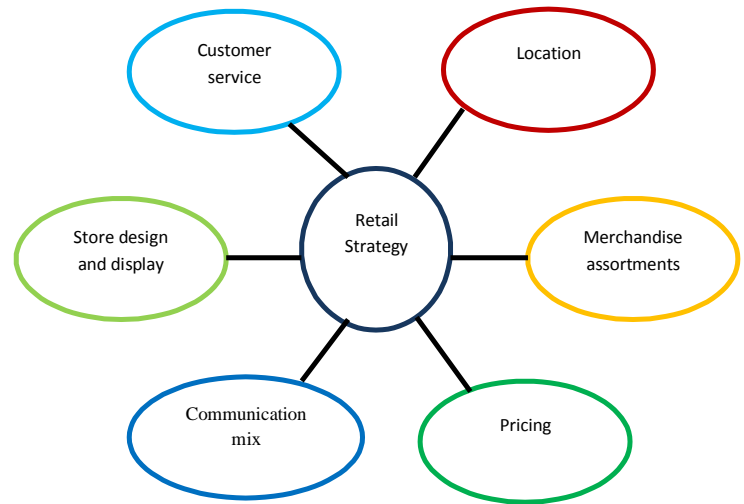 Customer
service
Location
Retail
Strategy
Store design
and display
Merchandise
assortments
Communication
mix
Pricing